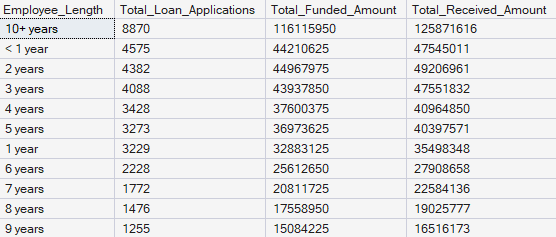 Employee_Length Total_Loan_Applications Total_Funded_Amount Total_Received_Amount
10+ years 8870 116115950 125871616
< 1 year 4575 44210625 47545011
2 years 4382 44967975 49206961
3 years 4088 43937850 47551832
4 years 3428 37600375 40964850
5 years 3273 36973625 40397571
1 year 3229 32883125 35498348
6 years 2228 25612650 27908658
7 years 1772 20811725 22584136
8 years 1476 17558950 19025777
9 years 1255 15084225 16516173